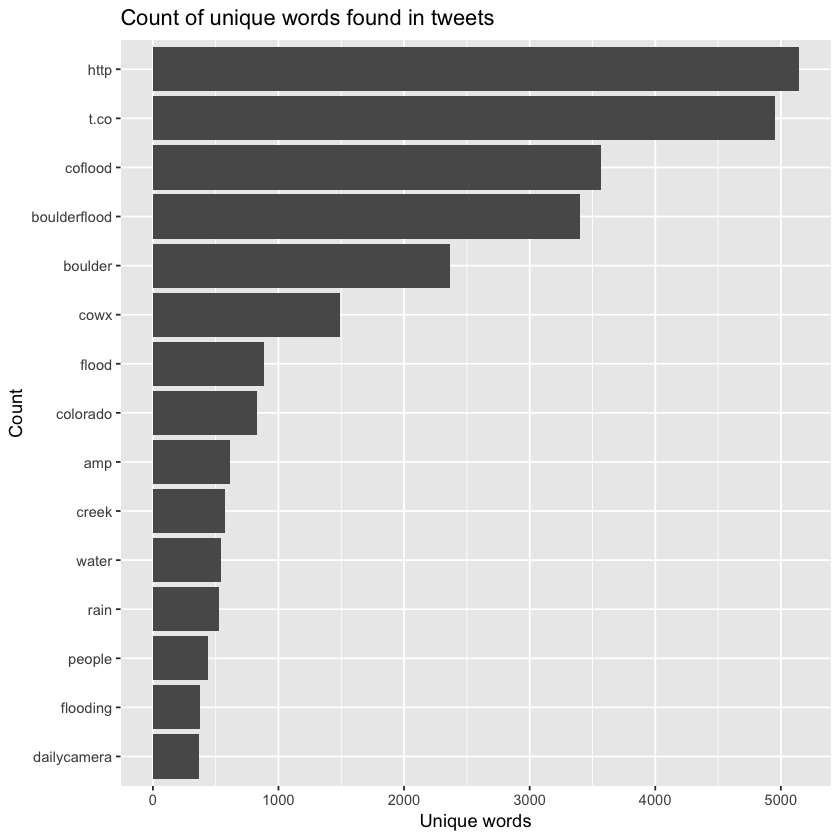 Count of unique words found in tweets
http
t.co
coflood
boulderflood
boulder
cowx
flood
colorado
amp
creek
water
rain
people
flooding
dailycamera
Count
0 1000 2000 3000 4000 5000
Unique words